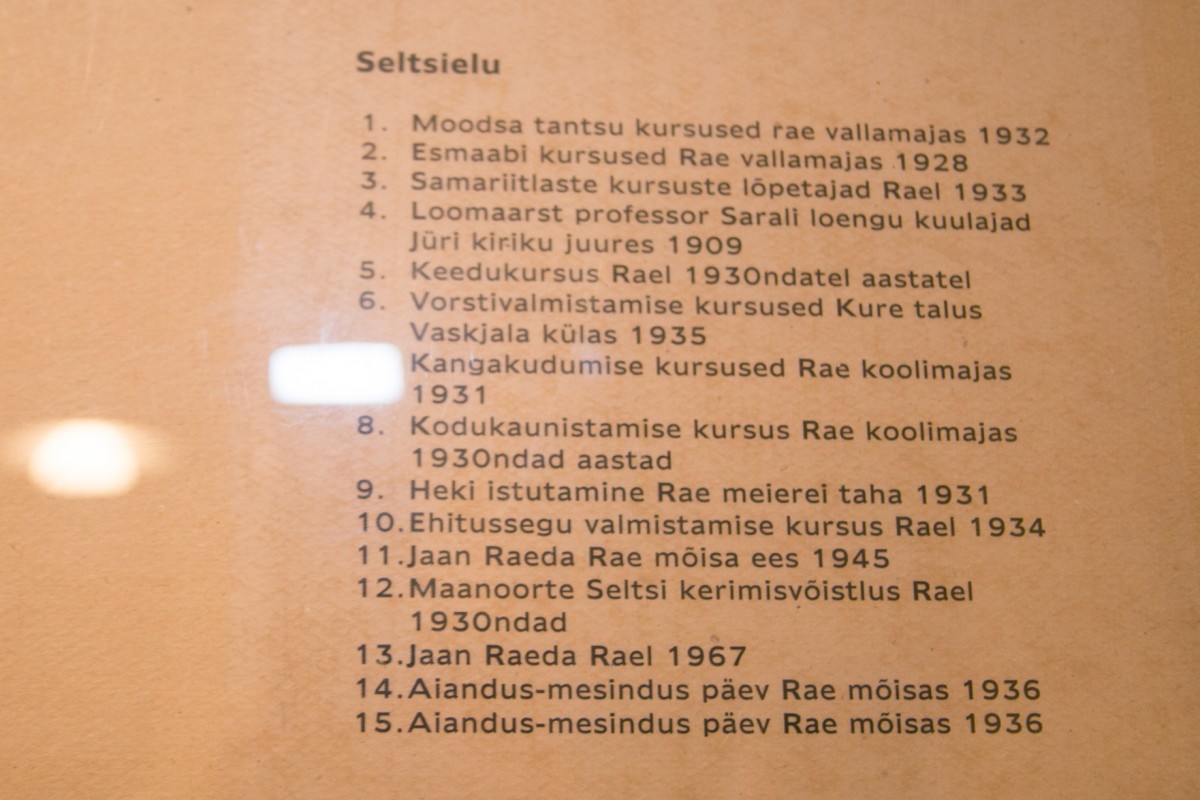 Seltsielu
1. Moodsa tantsu kursused rae vallamajas 1932
2. Esmaabi kursused Rae vallamajas 1928
3. Samariitlaste kursuste lõpetajad Rael 1933
4. Loomaarst professor Sarali loengu kuulajad
Jüri kiriku juures 1909
5. Keedukursus Rael 1930ndatel aastatel
6. Vorstivalmistamise kursused Kure talus
Vaskjala külas 1935
Kangakudumise kursused Rae koolimajas
1931
8. Kodukaunistamise kursus Rae koolimajas
1930ndad aastad
9. Heki istutamine Rae meierei taha 1931
10. Ehitussegu valmistamise kursus Rael 1934
11. Jaan Raeda Rae mõisa ees 1945
12. Maanoorte Seltsi kerimisvõistlus Rael
1930ndad
13. Jaan Raeda Rael 1967
14. Aiandus-mesindus päev Rae mõisas 1936
15. Aiandus-mesindus päev Rae mõisas 1936